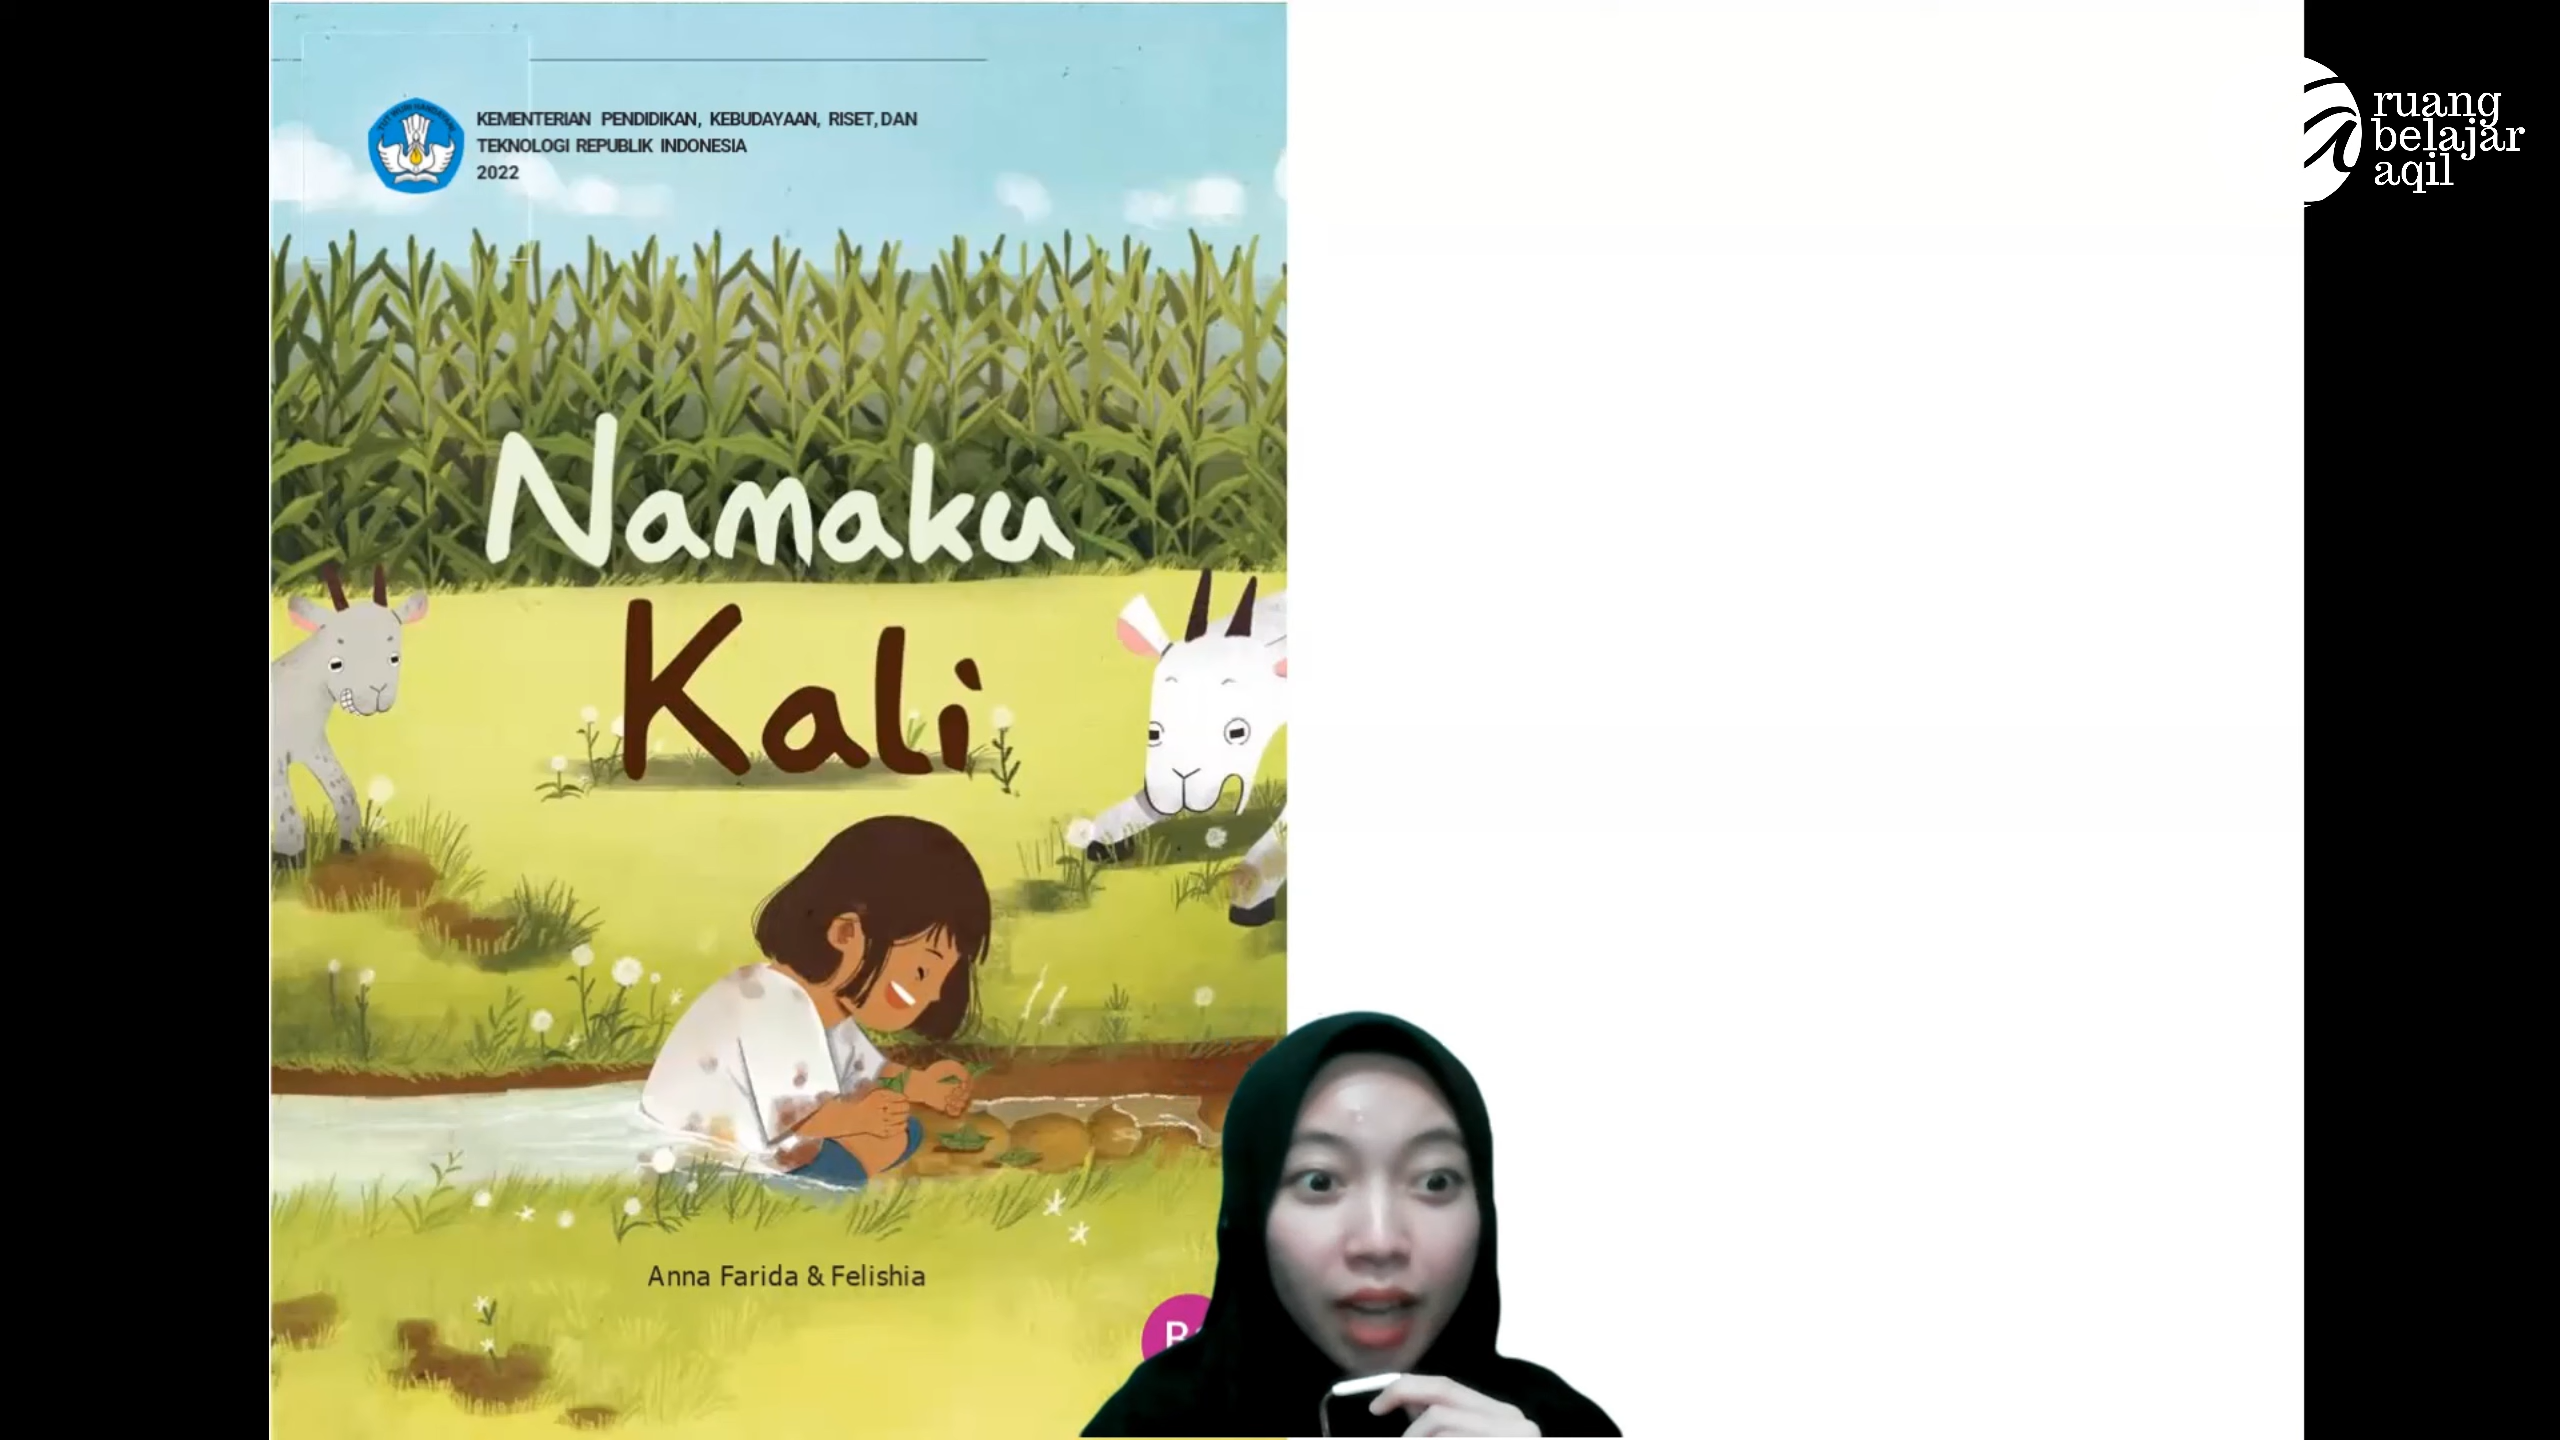 KEMENTERIAN PENDIDIKAN, KEBUDAYAAN, RISET, DAN
TEKNOLOGI REPUBLIK INDONESIA
2022
Namaku
Kali
Anna Farida & Felishia
ruang
belajar
aqil